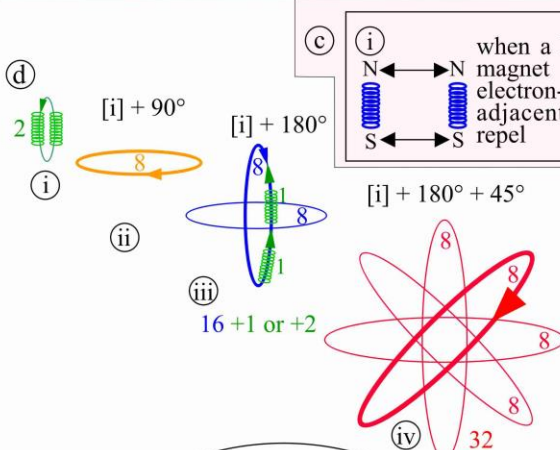 c
i
when a
N N magnet
electron-
adjacent
S S repel
d
2
i
[i] + 90°
8
ii
[i] + 180°
8
1
8
1
iii
16 +1 or +2
[i] + 180° + 45°
8
8
8
8
iv
32